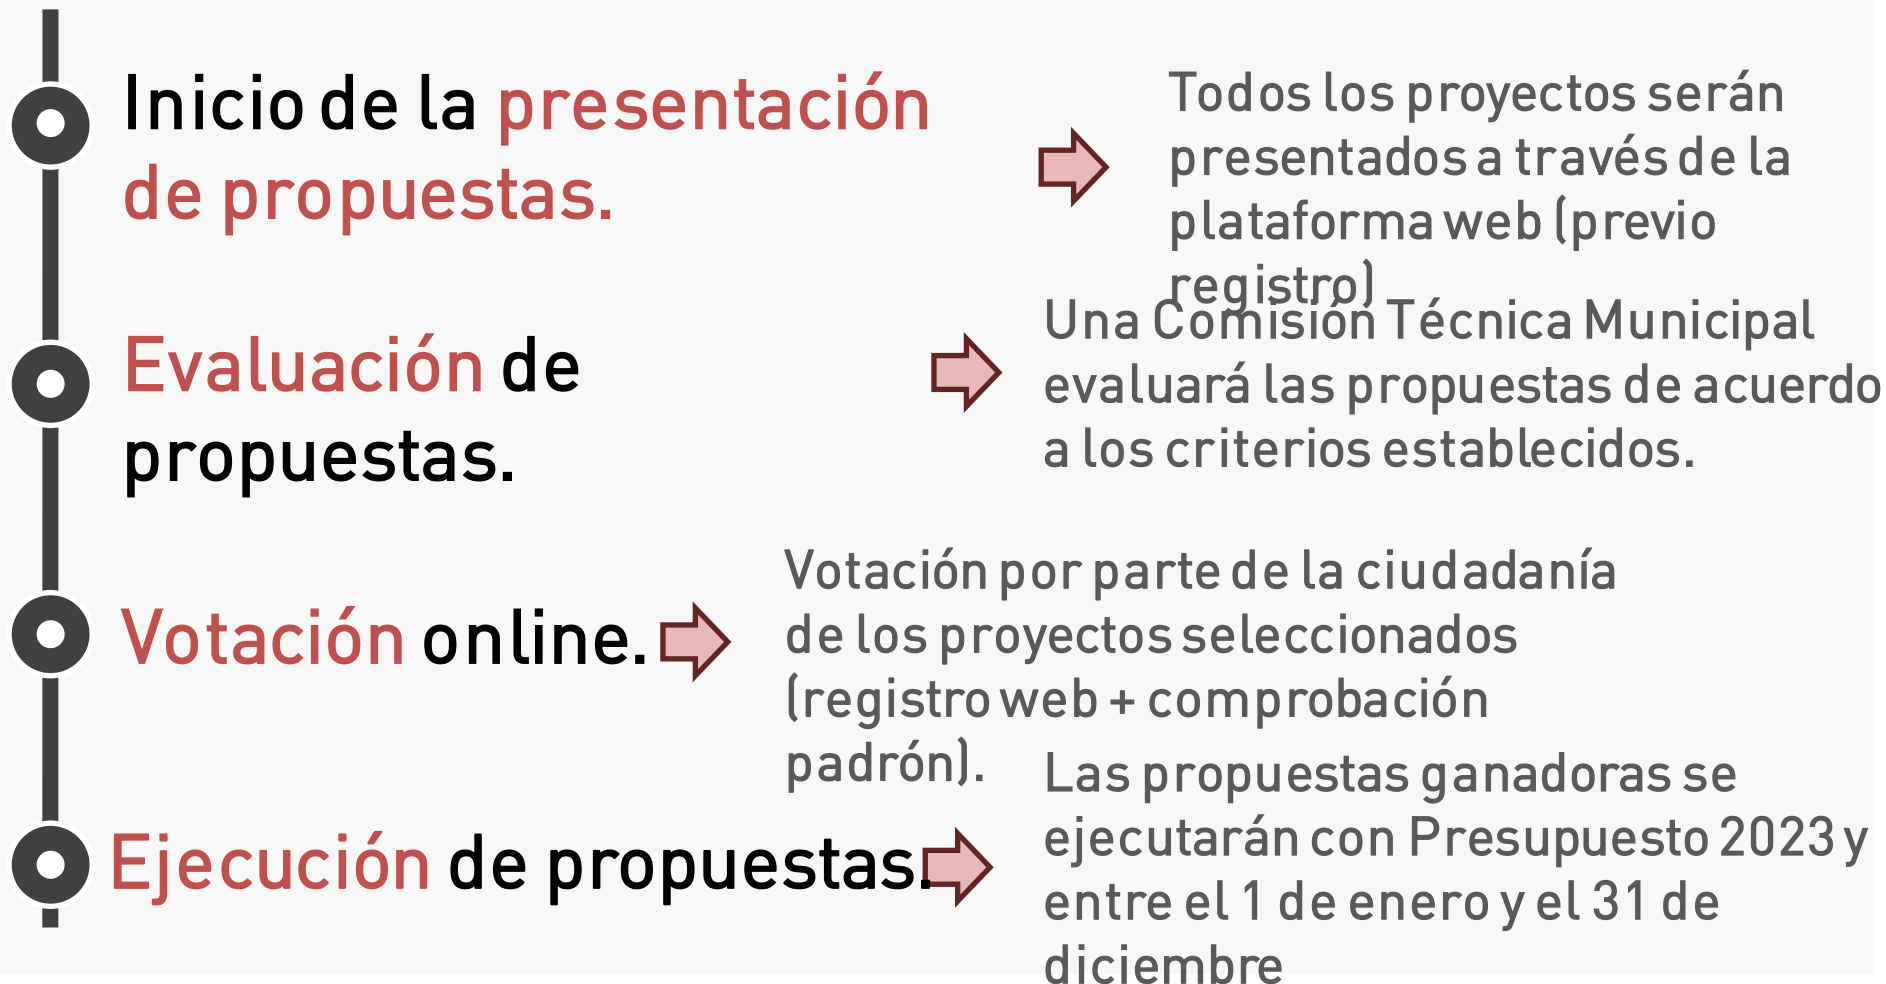 Inicio de la presentación
de propuestas.
Todos los proyectos serán
presentados a través de la
plataforma web (previo
registro)
Evaluación de
propuestas.
Una Comisión Técnica Municipal
evaluará las propuestas de acuerdo
a los criterios establecidos.
Votación online.
Votación por parte de la ciudadanía
de los proyectos seleccionados
(registro web + comprobación
padrón).
Ejecución de propuestas.
Las propuestas ganadoras se
ejecutarán con Presupuesto 2023 y
entre el 1 de enero y el 31 de
diciembre